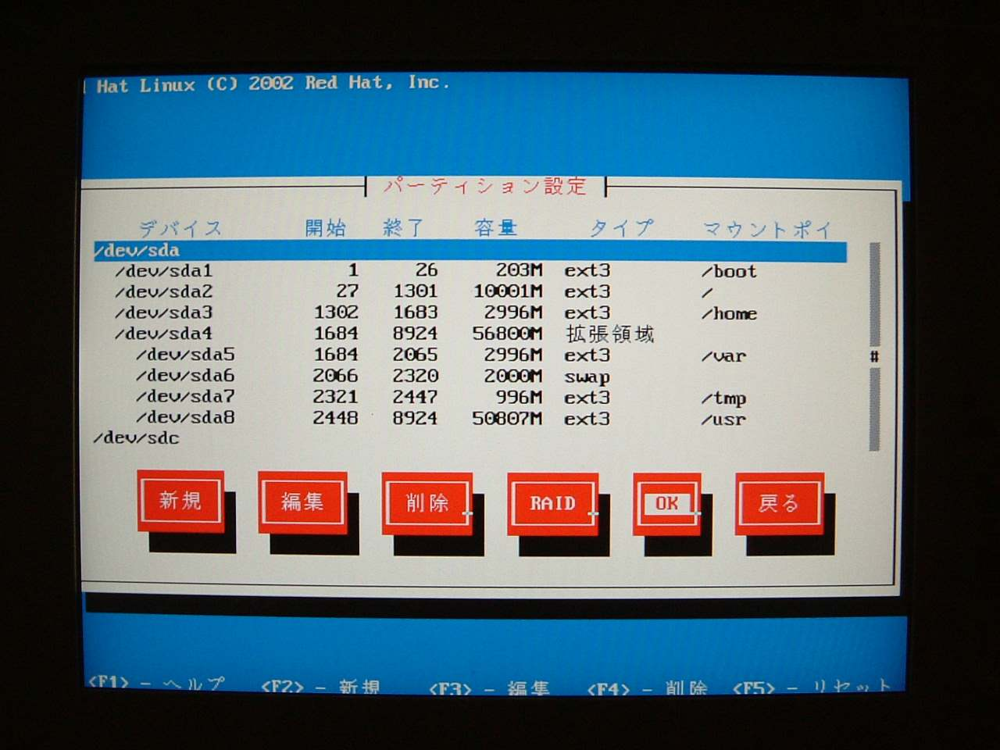 Hat Linux (C) 2002 Red Hat, Inc.
パーティション設定
デバイス 開始 終了 容量 タイプ マウントポイ
/dev/sda
/dev/sda1 1 26 203M ext3 /boot
/dev/sda2 27 1301 10001M ext3 /
/dev/sda3 1302 1683 2996M ext3 /home
/dev/sda4 1684 8924 56800M 拡張領域
/dev/sda5 1684 2065 2996M ext3 /var
/dev/sda6 2066 2320 2000M swap
/dev/sda7 2321 2447 996M ext3 /tmp
/dev/sda8 2448 8924 50807M ext3 /usr
/dev/sdc
#
新規 編集 削除 RAID OK 戻る
<F1> - ヘルプ <F2> - 新規 <F3> - 編集 <F4> - 削除 <F5> - リセット